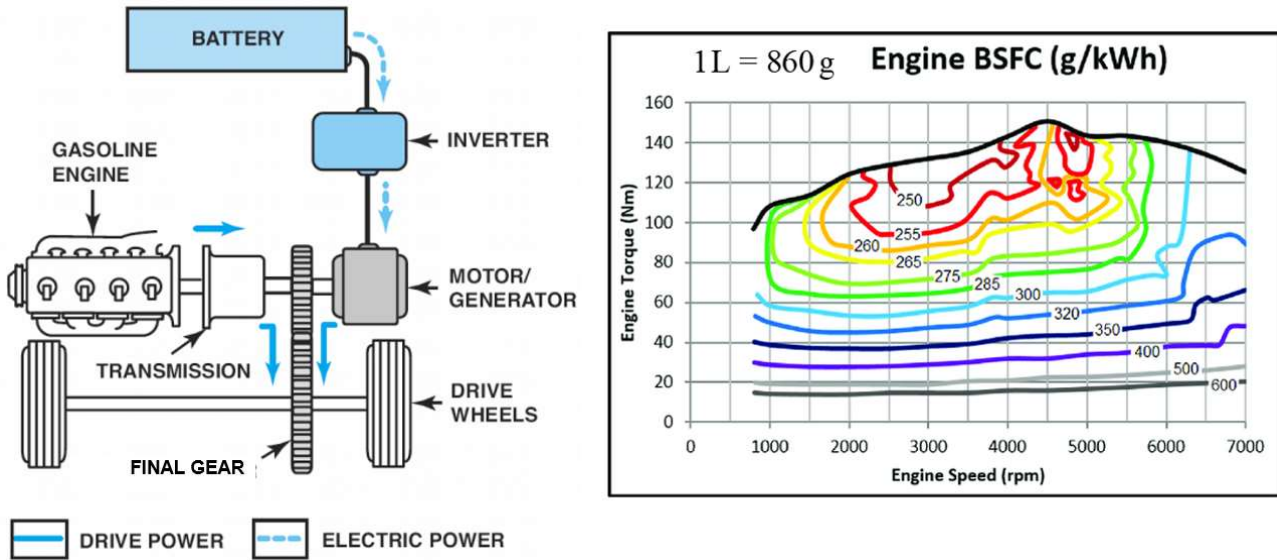 BATTERY
INVERTER
GASOLINE
ENGINE
MOTOR/
GENERATOR
TRANSMISSION
DRIVE
WHEELS
FINAL GEAR
DRIVE POWER
ELECTRIC POWER
1L = 860 g
Engine BSFC (g/kWh)
Engine Torque (Nm)
160
140
120
100
80
60
40
20
0
250
255
260
265
275
285
300
320
350
400
500
600
0 1000 2000 3000 4000 5000 6000 7000
Engine Speed (rpm)